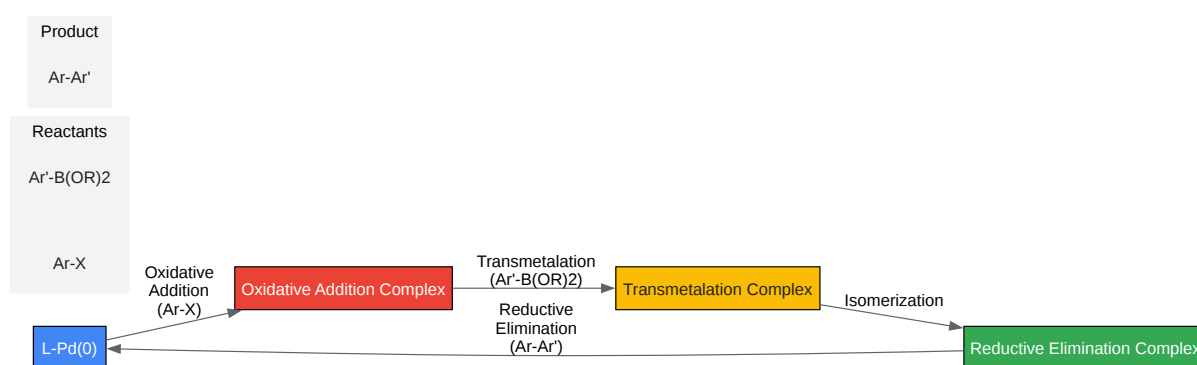 Product
Ar-Ar'
Reactants
Ar'-B(OR)2
Ar-X
Oxidative
Addition
(Ar-X)
L-Pd(0)
Oxidative Addition Complex
Transmetalation
(Ar'-B(OR)2)
Transmetalation Complex
Isomerization
Reductive Elimination Complex
Reductive
Elimination
(Ar-Ar')